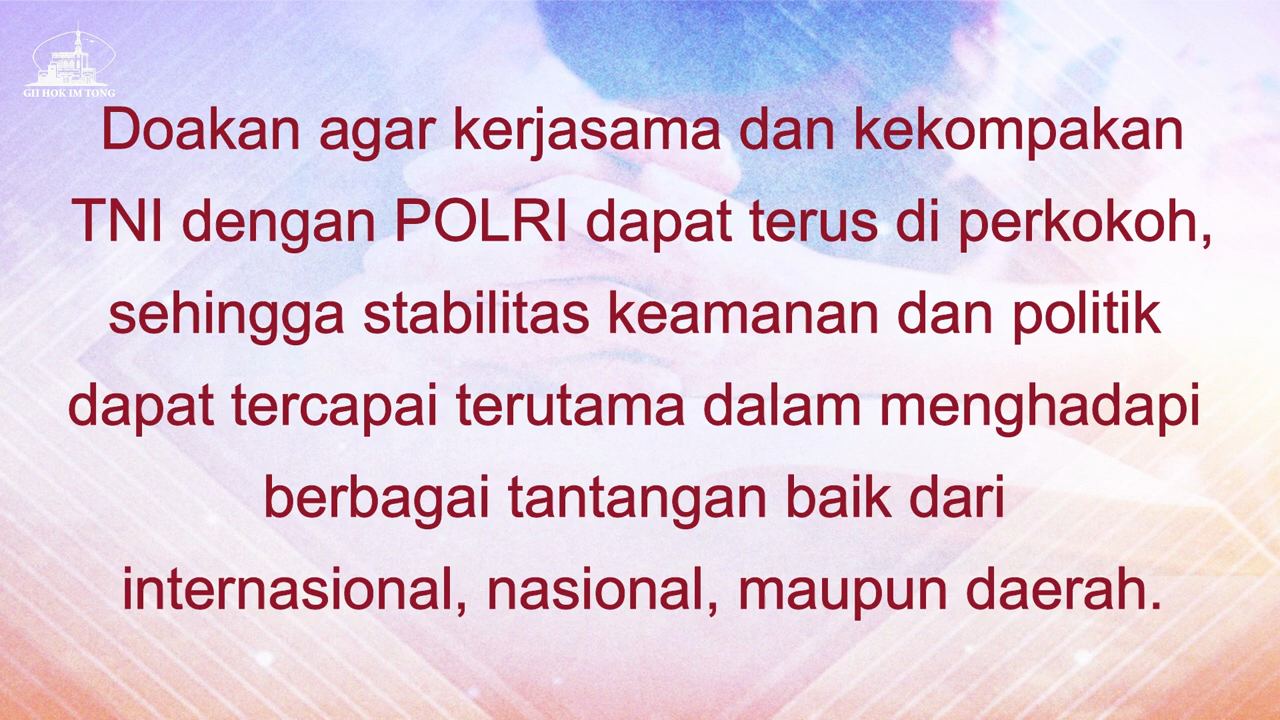 GII HOK IM TONG
Doakan agar kerjasama dan kekompakan
TNI dengan POLRI dapat terus di perkokoh,
sehingga stabilitas keamanan dan politik
dapat tercapai terutama dalam menghadapi
berbagai tantangan baik dari
internasional, nasional, maupun daerah.